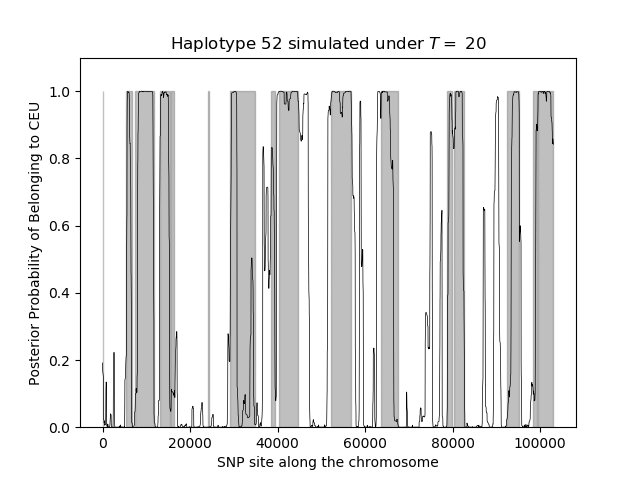 Haplotype 52 simulated under T = 20
Posterior Probability of Belonging to CEU
1.0
0.8
0.6
0.4
0.2
0.0
0 20000 40000 60000 80000 100000
SNP site along the chromosome